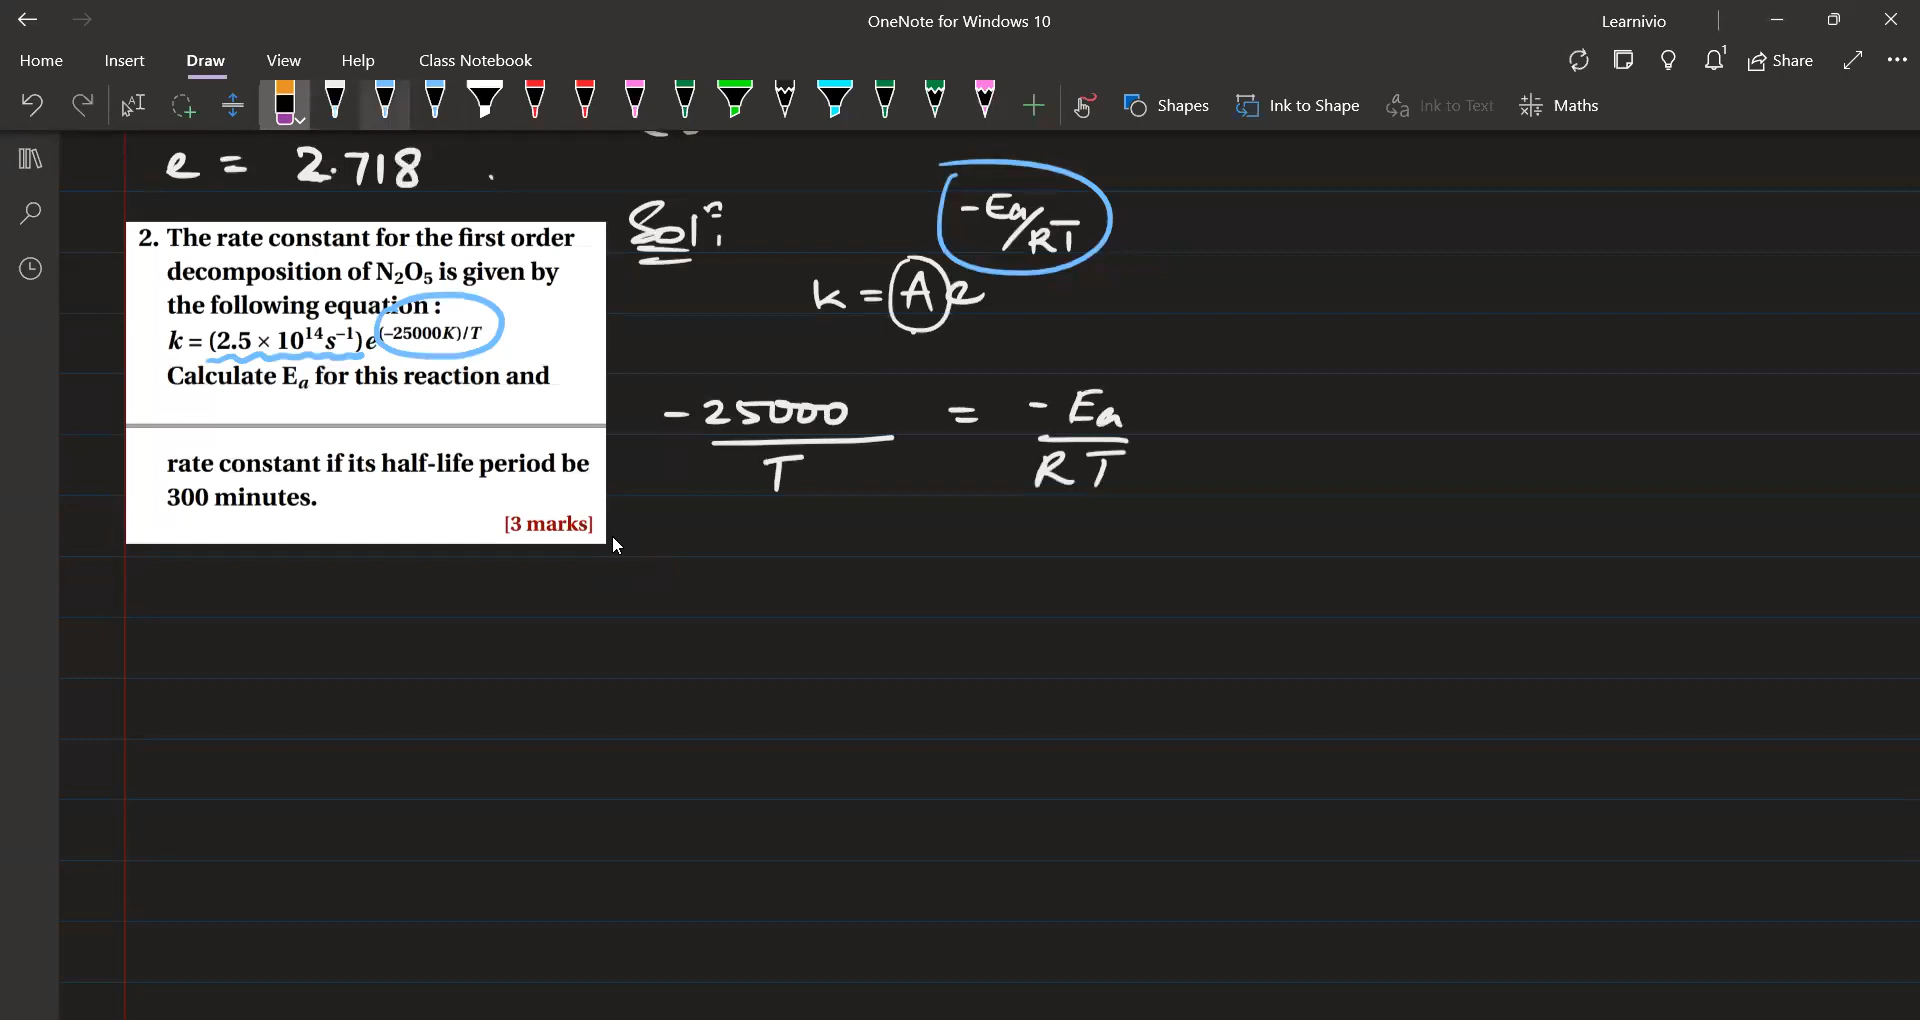 OneNote for Windows 10
Learnivio
Home Insert Draw View Help Class Notebook
1
Share
Shapes
Ink to Shape
Ink to Text
Maths
e = 2.718 .
2. The rate constant for the first order
decomposition of N₂O₅ is given by
the following equation :
k = (2.5 × 10¹⁴ s⁻¹) e^(–25000K)/T
Calculate Eₐ for this reaction and
rate constant if its half-life period be
300 minutes.
[3 marks]
Solⁿ:
k = A e^-Ea/RT
-25000/T = -Ea/RT